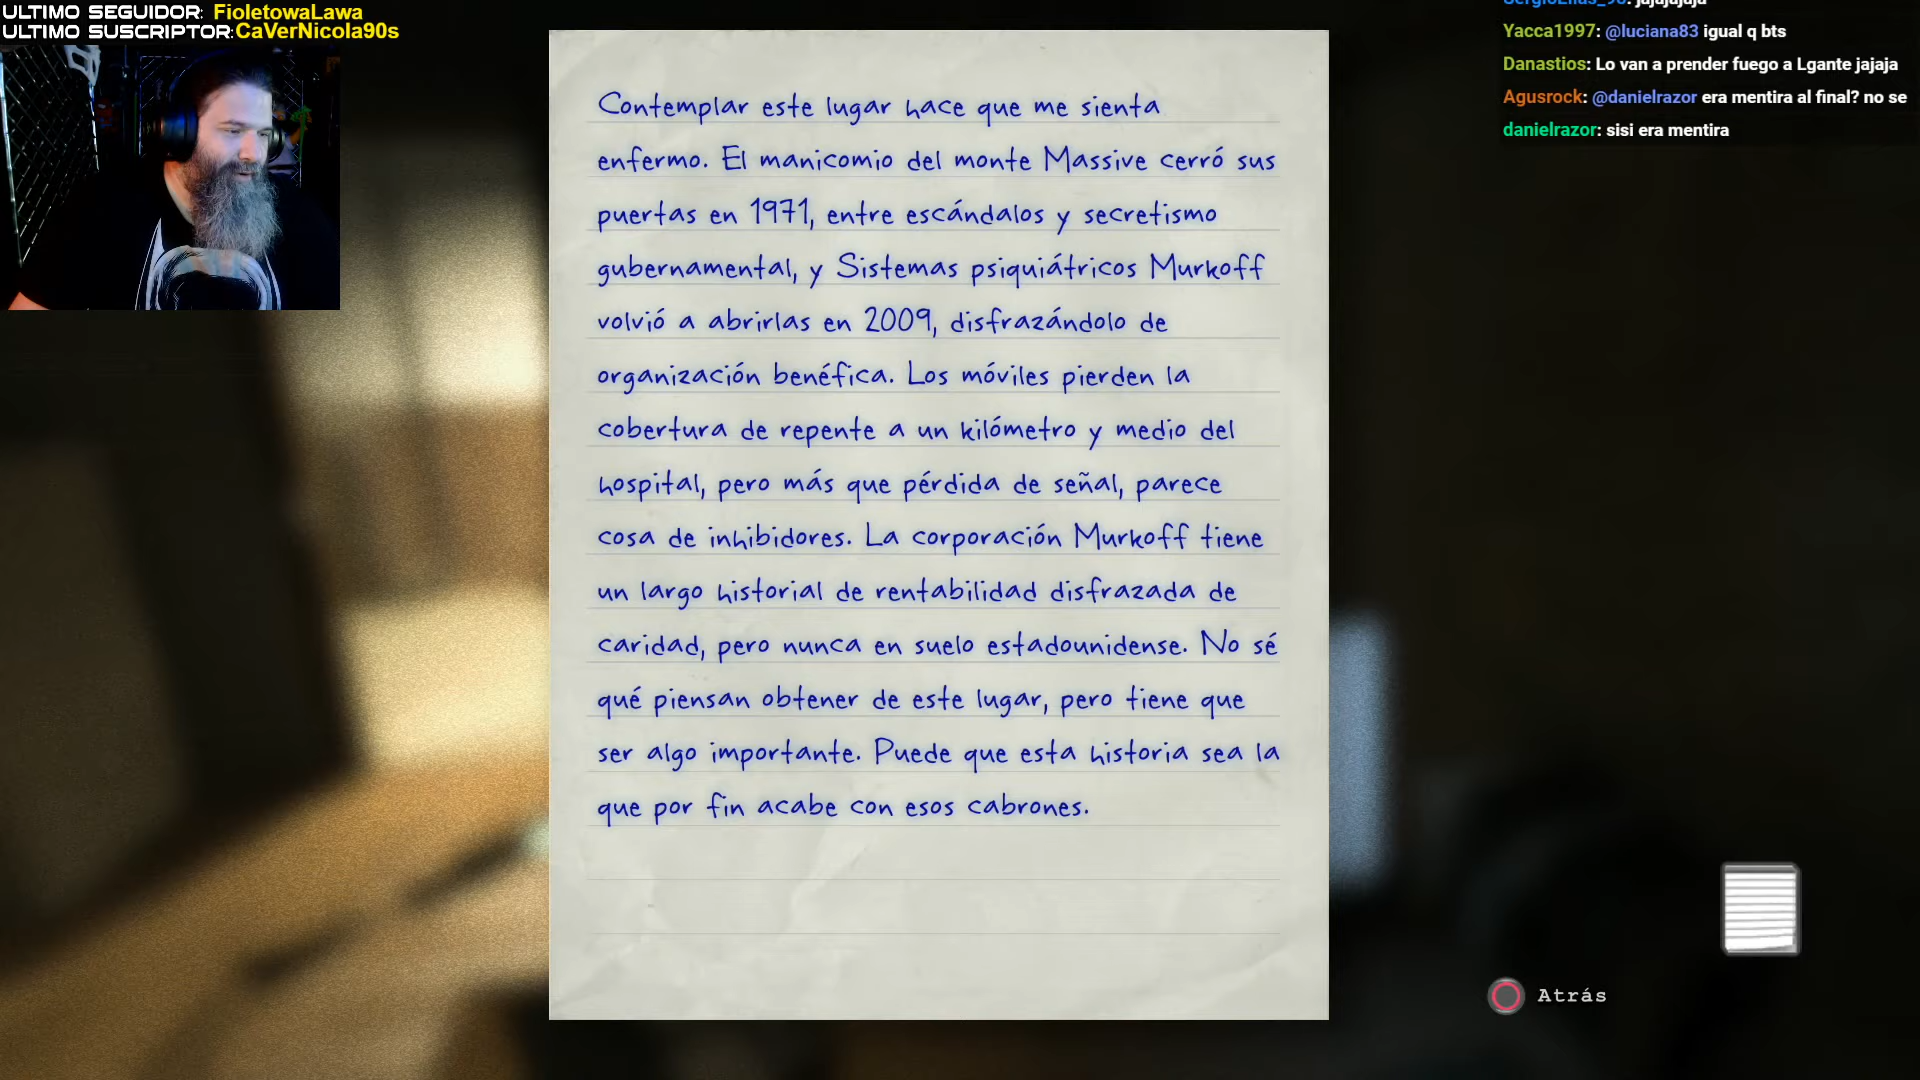 ULTIMO SEGUIDOR: FioletowaLawa
ULTIMO SUSCRIPTOR:CaVerNicola90s
Contemplar este lugar hace que me sienta
enfermo. El manicomio del monte Massive cerró sus
puertas en 1971, entre escándalos y secretismo
gubernamental, y Sistemas psiquiátricos Murkoff
volvió a abrirlas en 2009, disfrazándolo de
organización benéfica. Los móviles pierden la
cobertura de repente a un kilómetro y medio del
hospital, pero más que pérdida de señal, parece
cosa de inhibidores. La corporación Murkoff tiene
un largo historial de rentabilidad disfrazada de
caridad, pero nunca en suelo estadounidense. No sé
qué piensan obtener de este lugar, pero tiene que
ser algo importante. Puede que esta historia sea la
que por fin acabe con esos cabrones.
Yacca1997: @luciana83 igual q bts
Danastios: Lo van a prender fuego a Lgante jajaja
Agusrock: @danielrazor era mentira al final? no se
danielrazor: sisi era mentira
Atrás